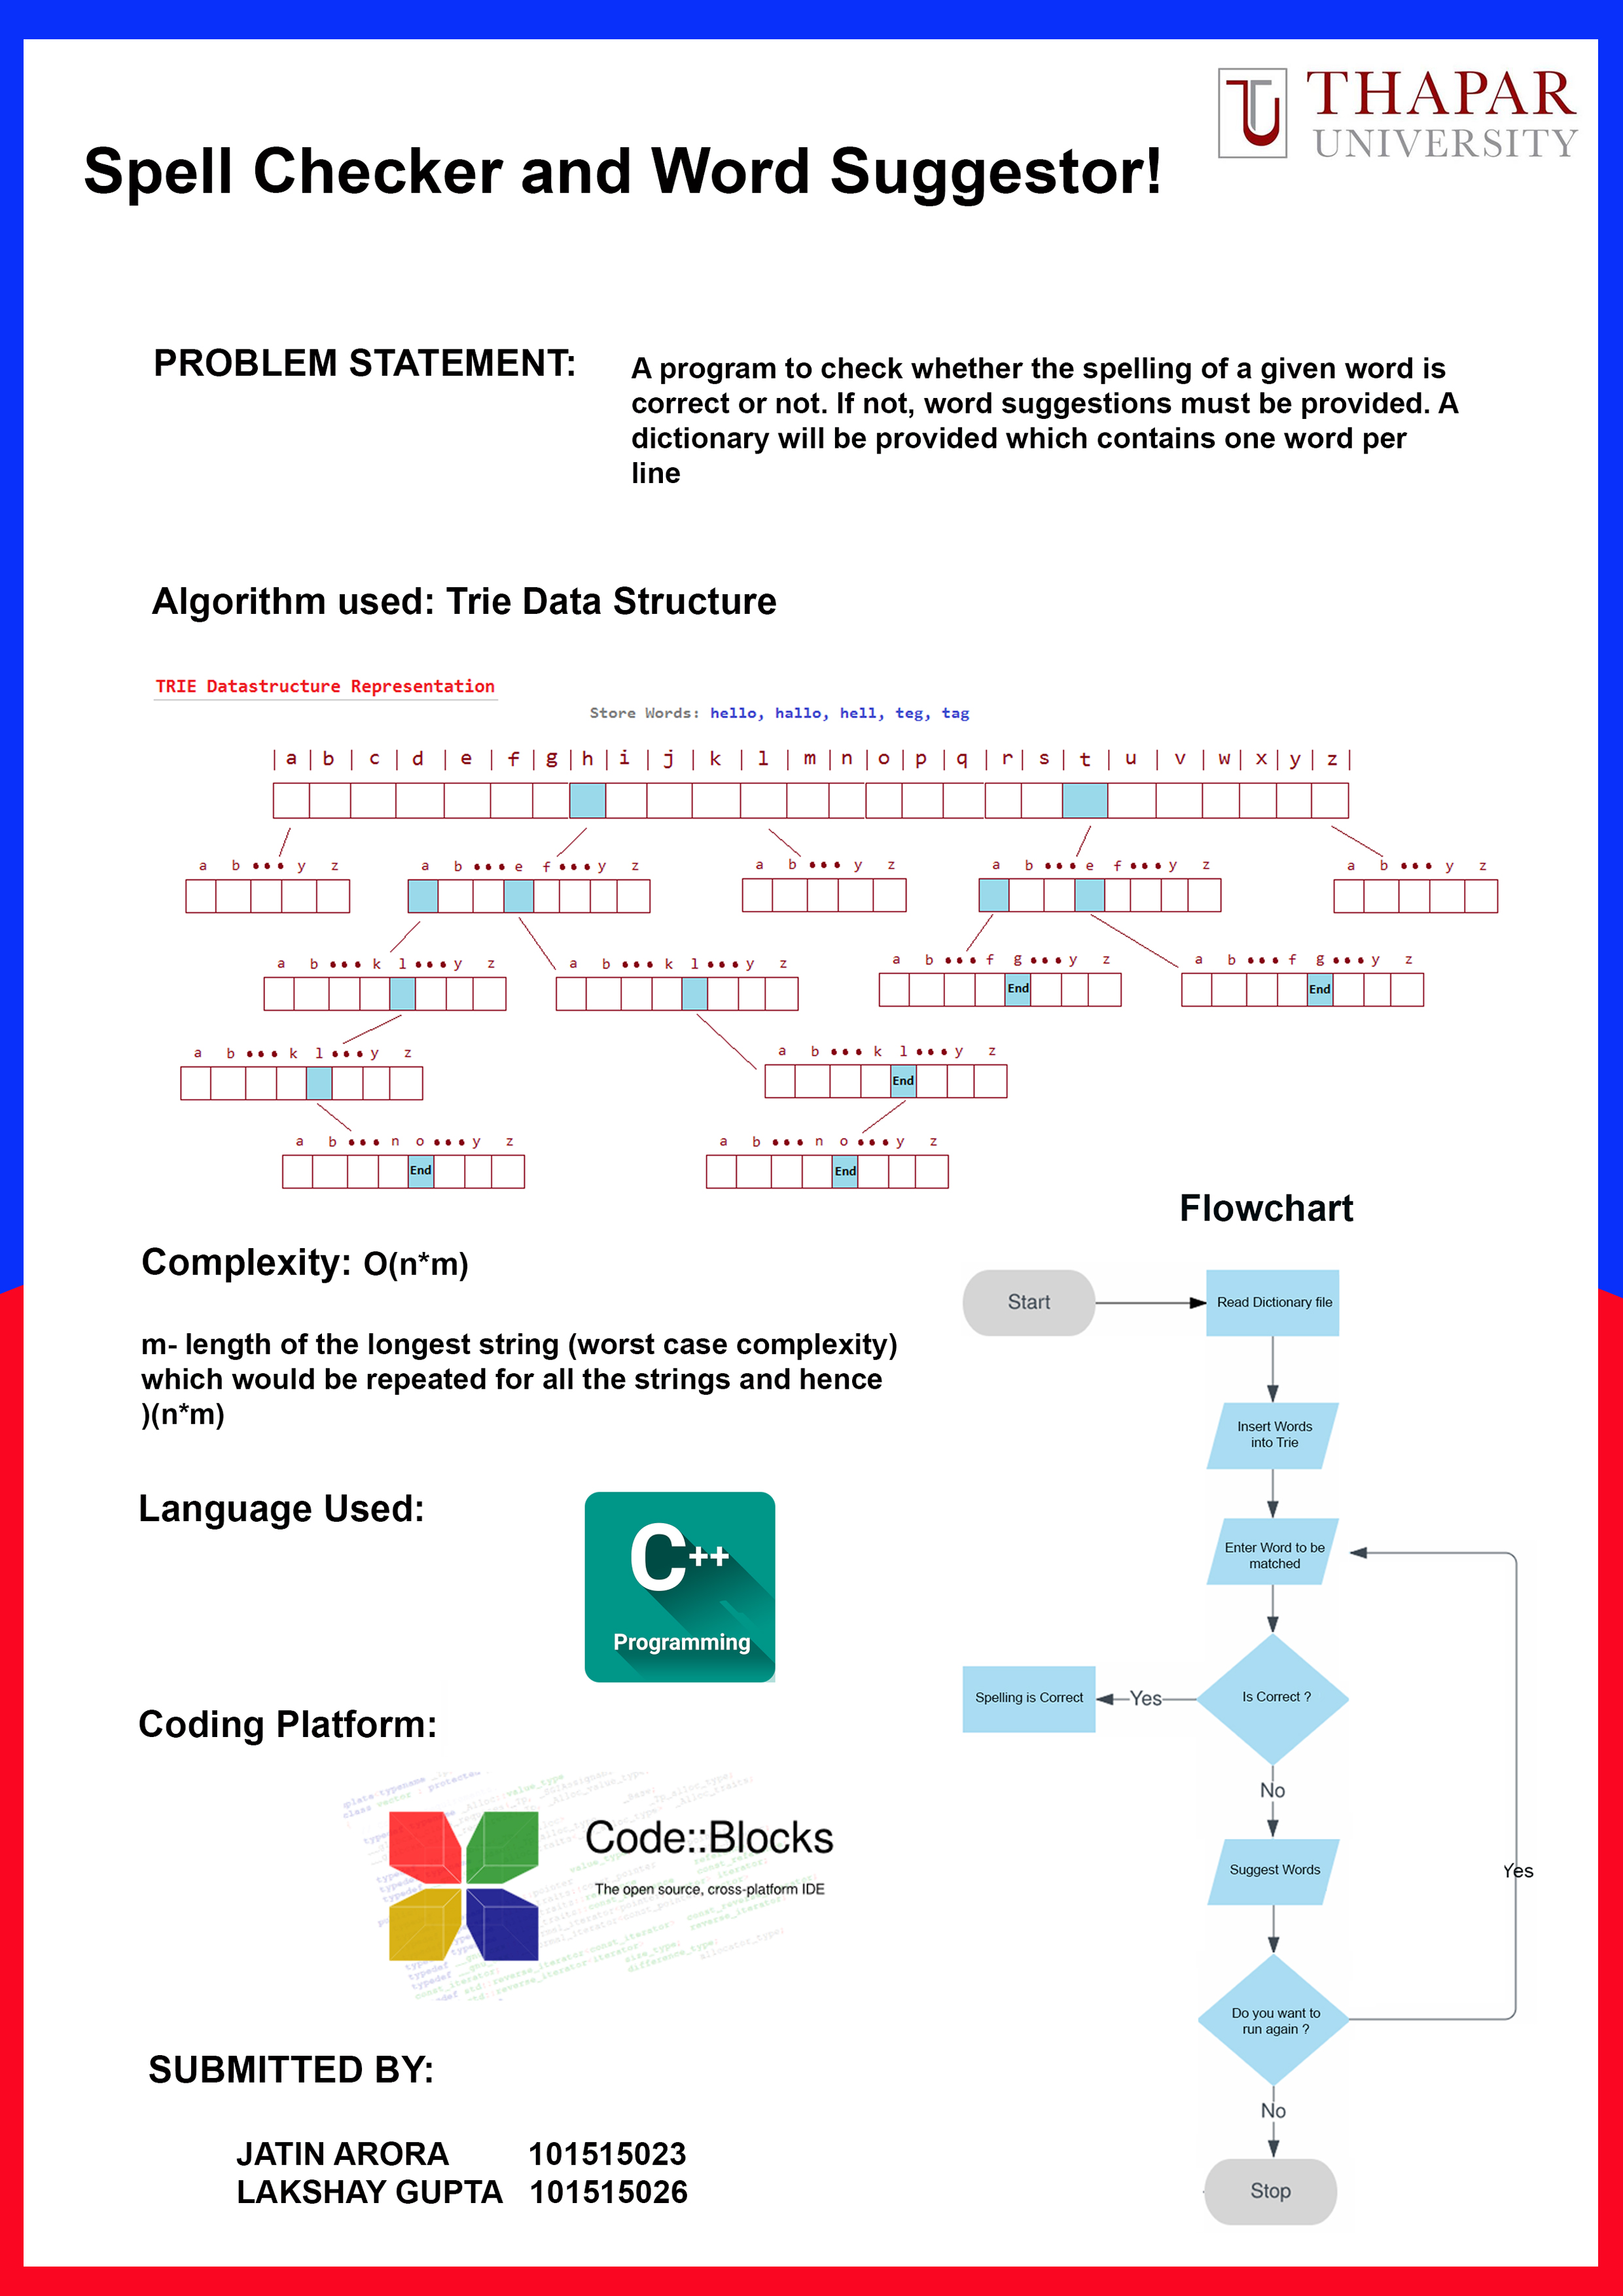 THAPAR
UNIVERSITY
Spell Checker and Word Suggestor!
PROBLEM STATEMENT:
A program to check whether the spelling of a given word is
correct or not. If not, word suggestions must be provided. A
dictionary will be provided which contains one word per
line
Algorithm used: Trie Data Structure
TRIE Datastructure Representation
Store Words: hello, hallo, hell, teg, tag
|a|b|c|d|e|f|g|h|i|j|k|l|m|n|o|p|q|r|s|t|u|v|w|x|y|z|
a b ••• y z
a b ••• e f ••• y z
a b ••• y z
a b ••• e f ••• y z
a b ••• y z
a b ••• k l ••• y z
a b ••• k l ••• y z
a b ••• f g ••• y z
End
a b ••• f g ••• y z
End
a b ••• k l ••• y z
a b ••• k l ••• y z
End
a b ••• n o ••• y z
End
a b ••• n o ••• y z
End
Complexity: O(n*m)
m- length of the longest string (worst case complexity)
which would be repeated for all the strings and hence
)(n*m)
Language Used:
C++
Programming
Coding Platform:
Code::Blocks
The open source, cross-platform IDE
SUBMITTED BY:
JATIN ARORA 101515023
LAKSHAY GUPTA 101515026
Flowchart
Start
Read Dictionary file
Insert Words
into Trie
Enter Word to be
matched
Is Correct ?
Yes
Spelling is Correct
No
Suggest Words
Yes
Do you want to
run again ?
No
Stop